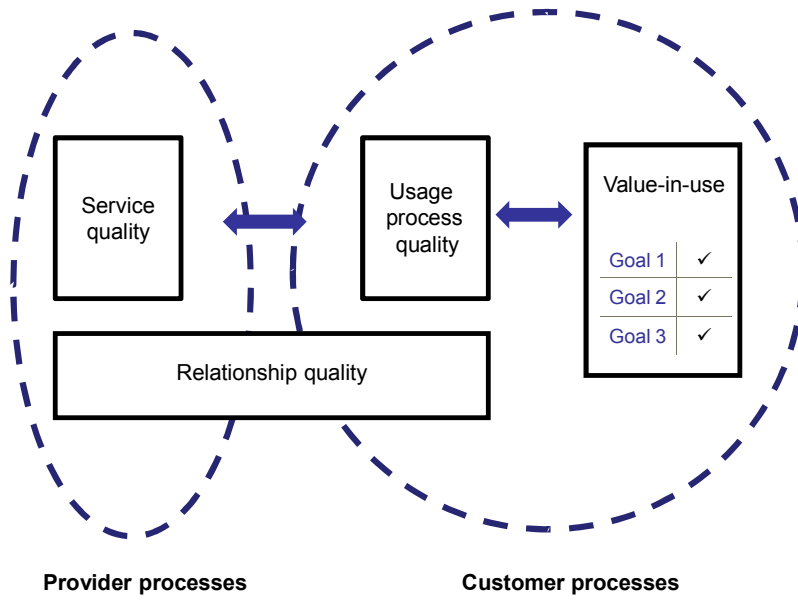 Service
quality
Usage
process
quality
Value-in-use
Goal 1 ✓
Goal 2 ✓
Goal 3 ✓
Relationship quality
Provider processes
Customer processes